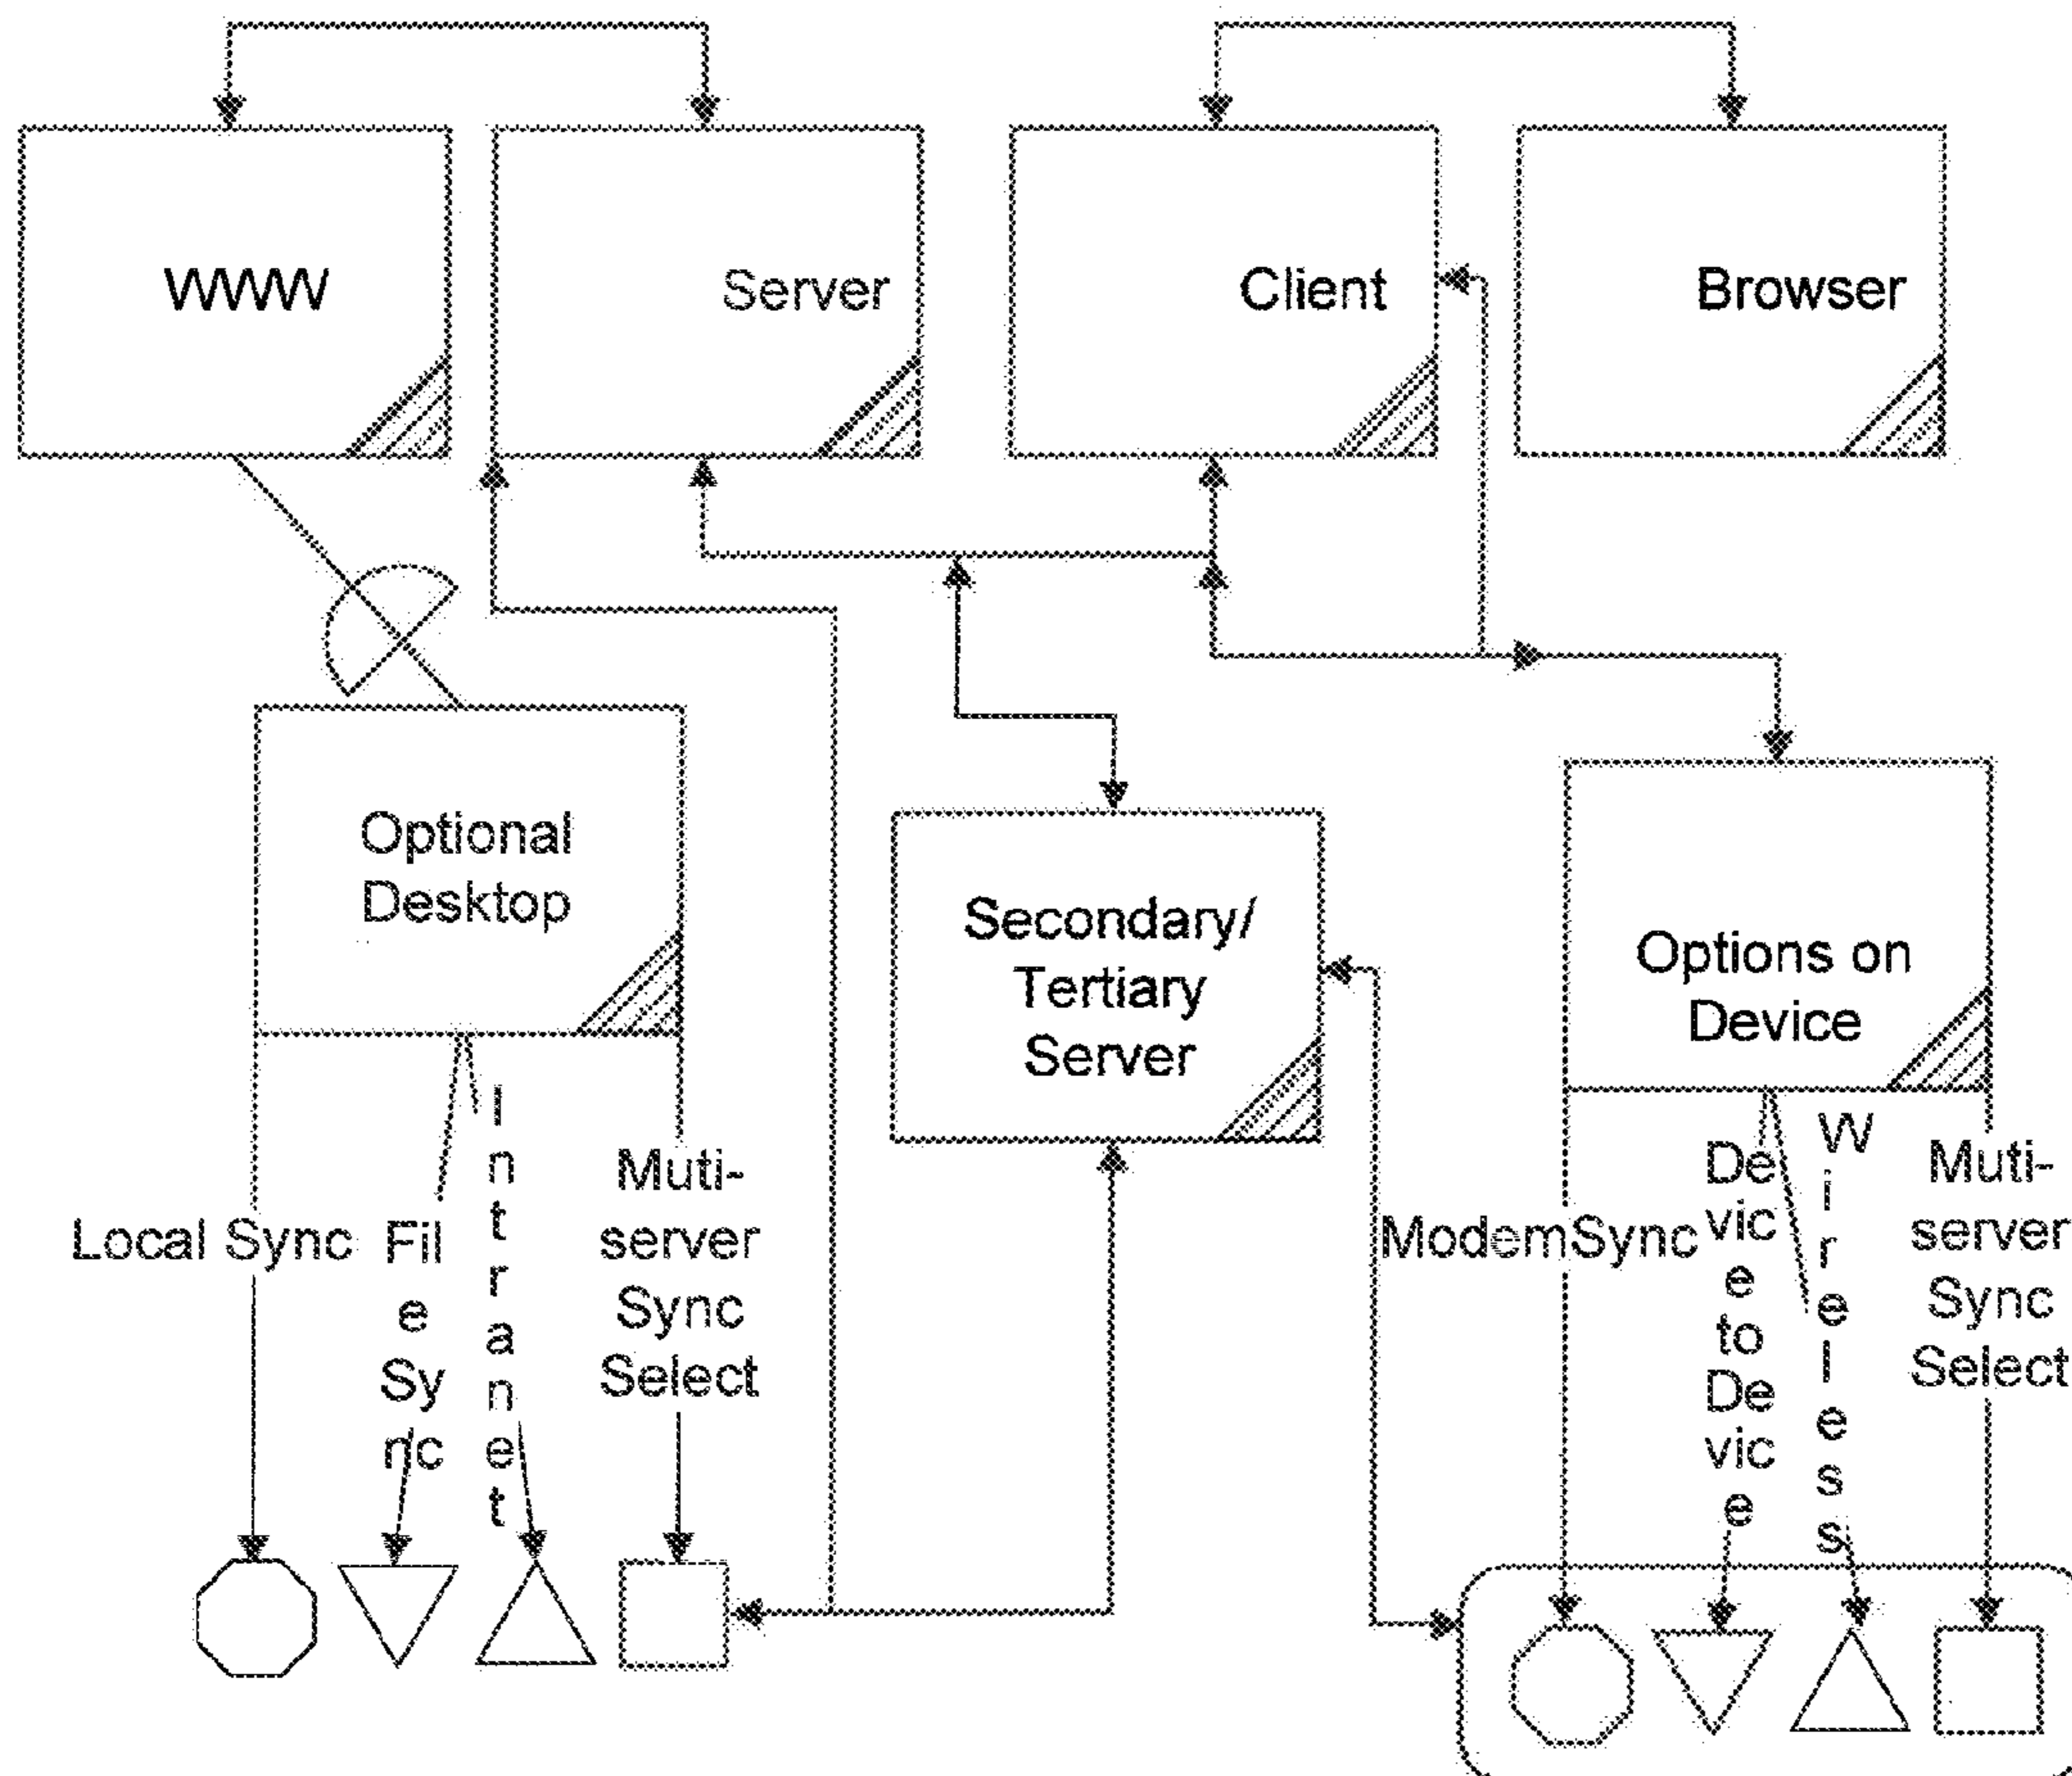 WWW
Server
Client
Browser
Optional
Desktop
Secondary/
Tertiary
Server
Options on
Device
Local Sync
Fil
e
Sy
nc
I
n
t
r
a
n
e
t
Muti-
server
Sync
Select
ModemSync
De
vic
e
to
De
vic
e
W
i
r
e
l
e
s
s
Muti-
server
Sync
Select